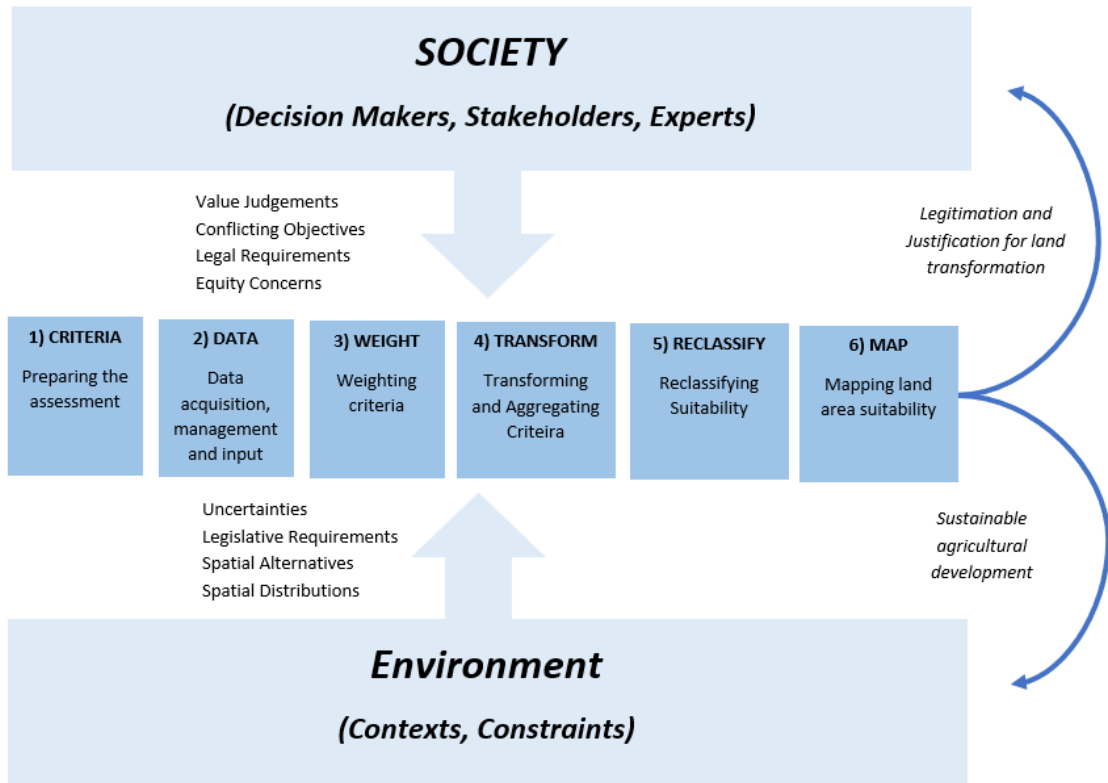 SOCIETY
(Decision Makers, Stakeholders, Experts)
Value Judgements
Conflicting Objectives
Legal Requirements
Equity Concerns
Legitimation and
Justification for land
transformation
1) CRITERIA
Preparing the
assessment
2) DATA
Data
acquisition,
management
and input
3) WEIGHT
Weighting
criteria
4) TRANSFORM
Transforming
and Aggregating
Criteira
5) RECLASSIFY
Reclassifying
Suitability
6) MAP
Mapping land
area suitability
Uncertainties
Legislative Requirements
Spatial Alternatives
Spatial Distributions
Sustainable
agricultural
development
Environment
(Contexts, Constraints)